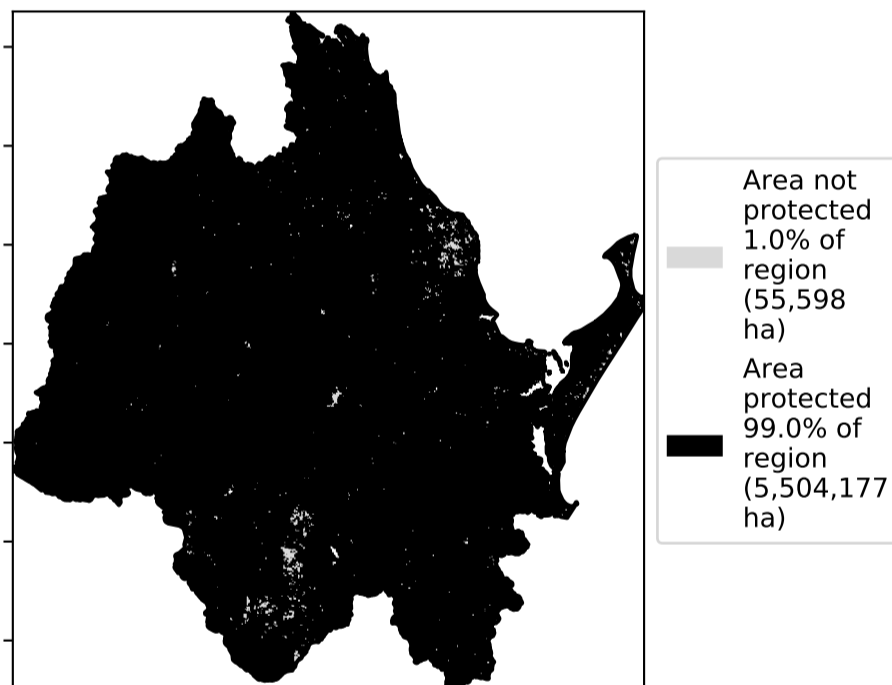 Area not
protected
1.0% of
region
(55,598
ha)
Area
protected
99.0% of
region
(5,504,177
ha)